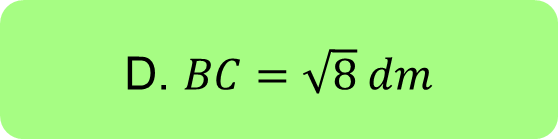 D. BC = √8 dm